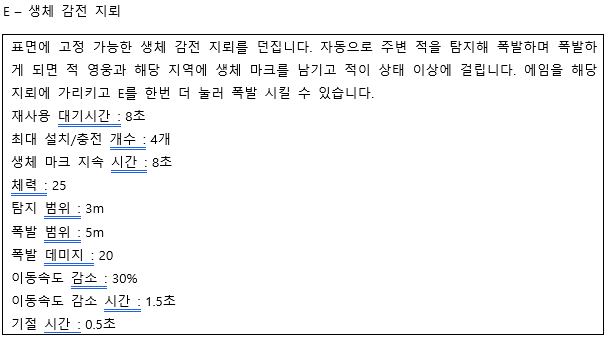 E – 생체 감전 지뢰
표면에 고정 가능한 생체 감전 지뢰를 던집니다. 자동으로 주변 적을 탐지해 폭발하며 폭발하
게 되면 적 영웅과 해당 지역에 생체 마크를 남기고 적이 상태 이상에 걸립니다. 에임을 해당
지뢰에 가리키고 E를 한번 더 눌러 폭발 시킬 수 있습니다.
재사용 대기시간 : 8초
최대 설치/충전 개수 : 4개
생체 마크 지속 시간 : 8초
체력 : 25
탐지 범위 : 3m
폭발 범위 : 5m
폭발 데미지 : 20
이동속도 감소 : 30%
이동속도 감소 시간 : 1.5초
기절 시간 : 0.5초